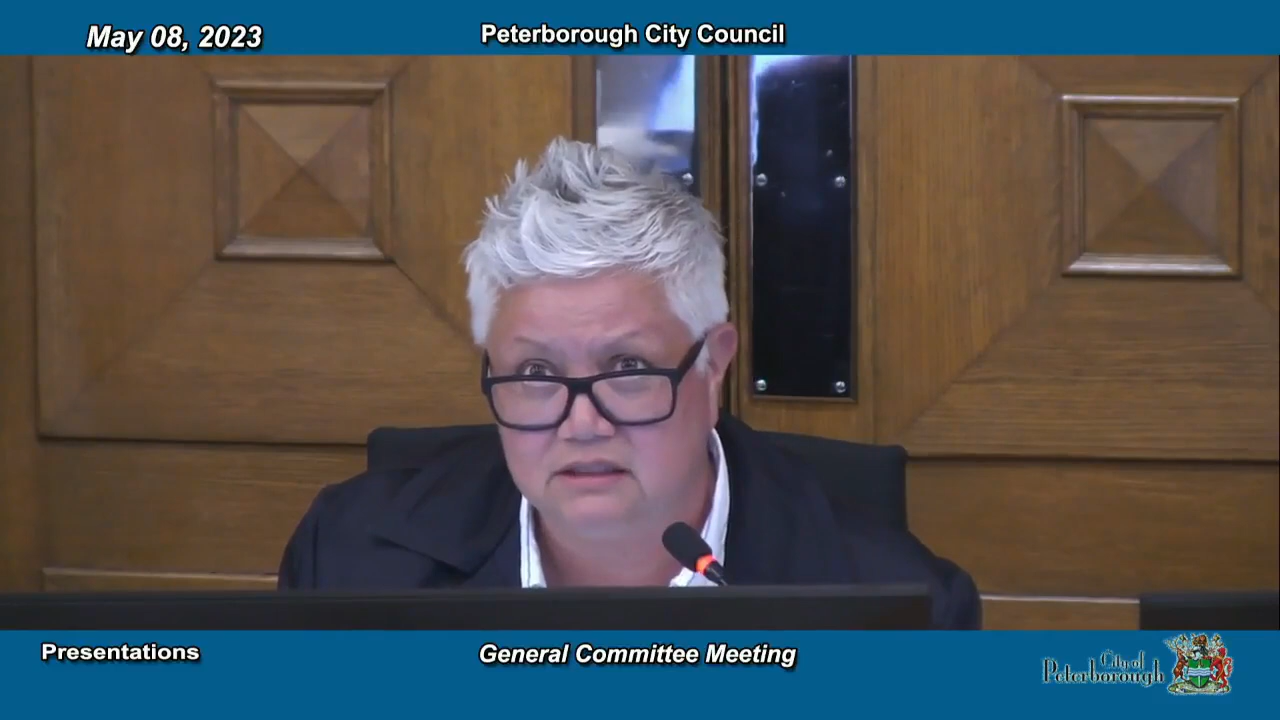 May 08, 2023
Peterborough City Council
Presentations
General Committee Meeting
City of
Peterborough